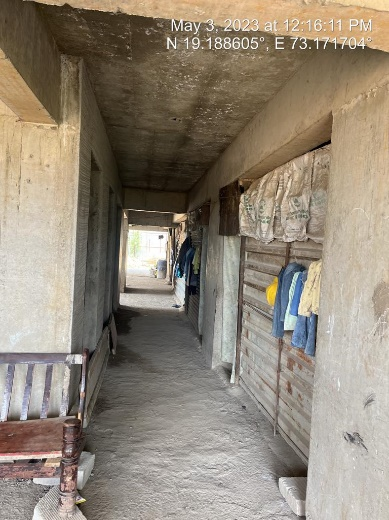 May 3, 2023 at 12:16:11 PM
N 19.188605°, E 73.171704°